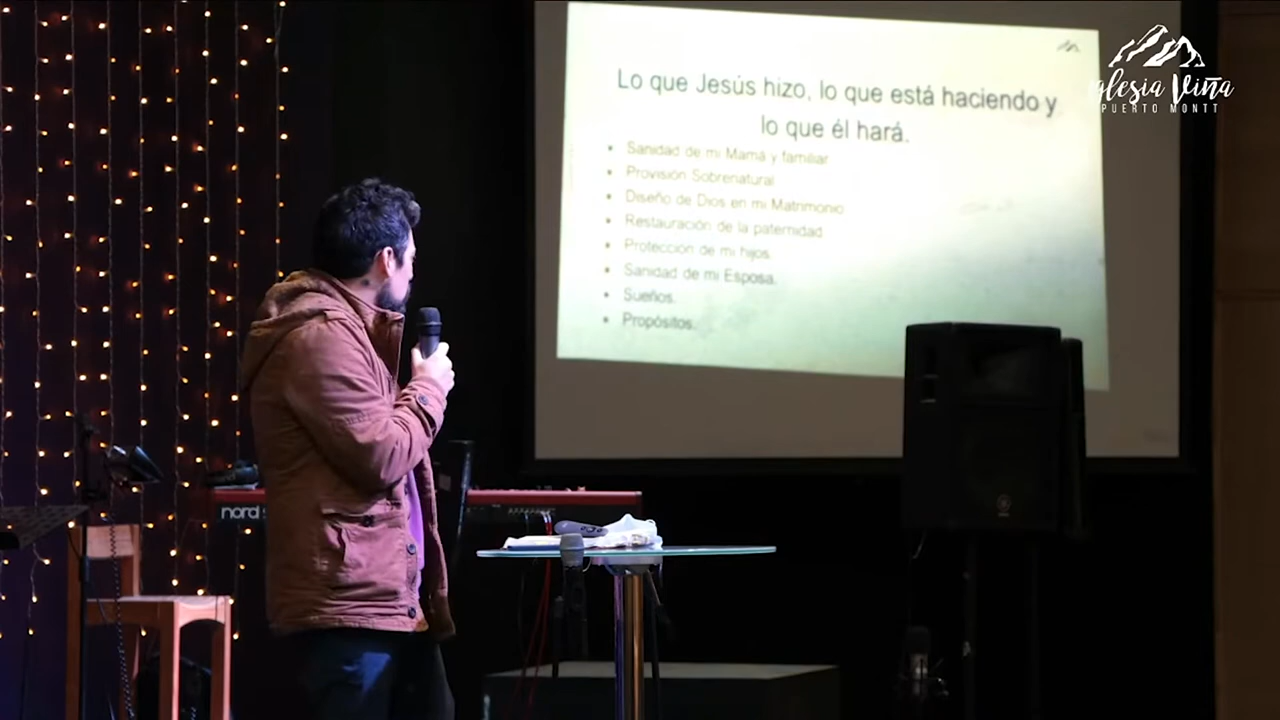 Lo que Jesús hizo, lo que está haciendo y
lo que él hará.
• Sanidad de mi Mamá y familiar
• Provisión Sobrenatural
• Diseño de Dios en mi Matrimonio
• Restauración de la paternidad
• Protección de mi hijos.
• Sanidad de mi Esposa.
• Sueños.
• Propósitos.
Iglesia Viña
PUERTO MONTT
nord